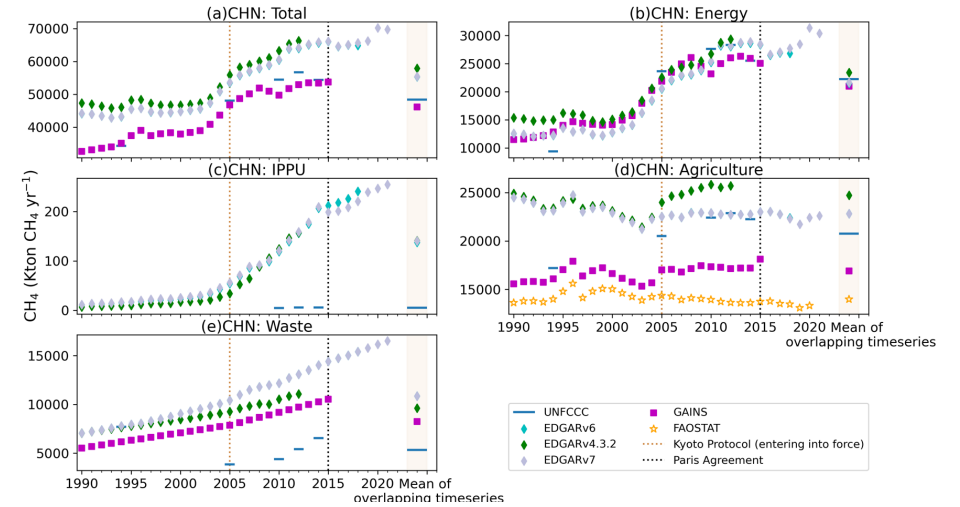 (a)CHN: Total
70000
60000
50000
40000
(b)CHN: Energy
30000
25000
20000
15000
10000
CH₄ (Kton CH₄ yr⁻¹)
(c)CHN: IPPU
200
100
0
(d)CHN: Agriculture
25000
20000
15000
1990 1995 2000 2005 2010 2015 2020 Mean of
overlapping timeseries
(e)CHN: Waste
15000
10000
5000
1990 1995 2000 2005 2010 2015 2020 Mean of
overlapping timeseries
UNFCCC
EDGARv6
EDGARv4.3.2
EDGARv7
GAINS
FAOSTAT
Kyoto Protocol (entering into force)
Paris Agreement